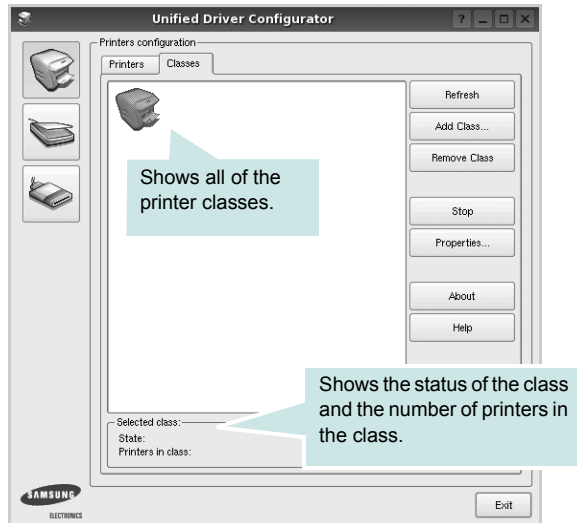 Unified Driver Configurator
?
Printers configuration
Printers
Classes
Refresh
Add Class...
Remove Class
Stop
Properties...
About
Help
Shows all of the
printer classes.
Shows the status of the class
and the number of printers in
the class.
Selected class:
State:
Printers in class:
SAMSUNG
ELECTRONICS
Exit